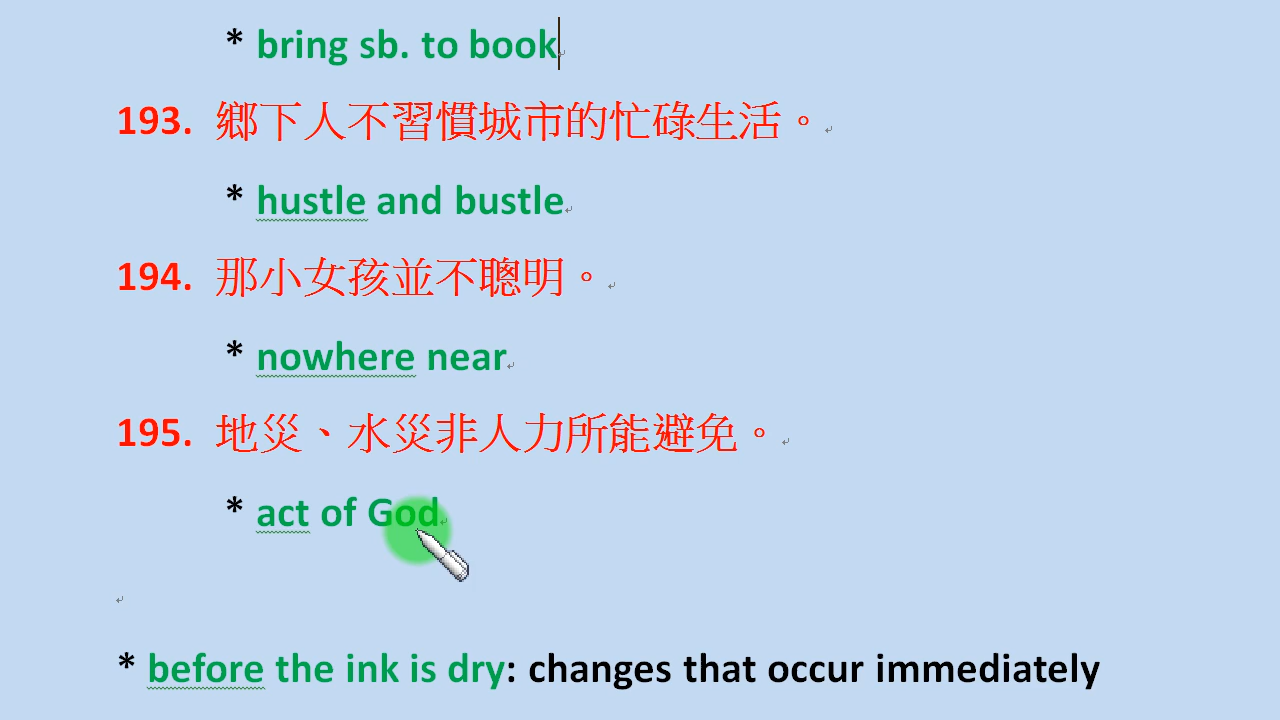 * bring sb. to book
193. 鄉下人不習慣城市的忙碌生活。
* hustle and bustle
194. 那小女孩並不聰明。
* nowhere near
195. 地災、水災非人力所能避免。
* act of God
* before the ink is dry: changes that occur immediately